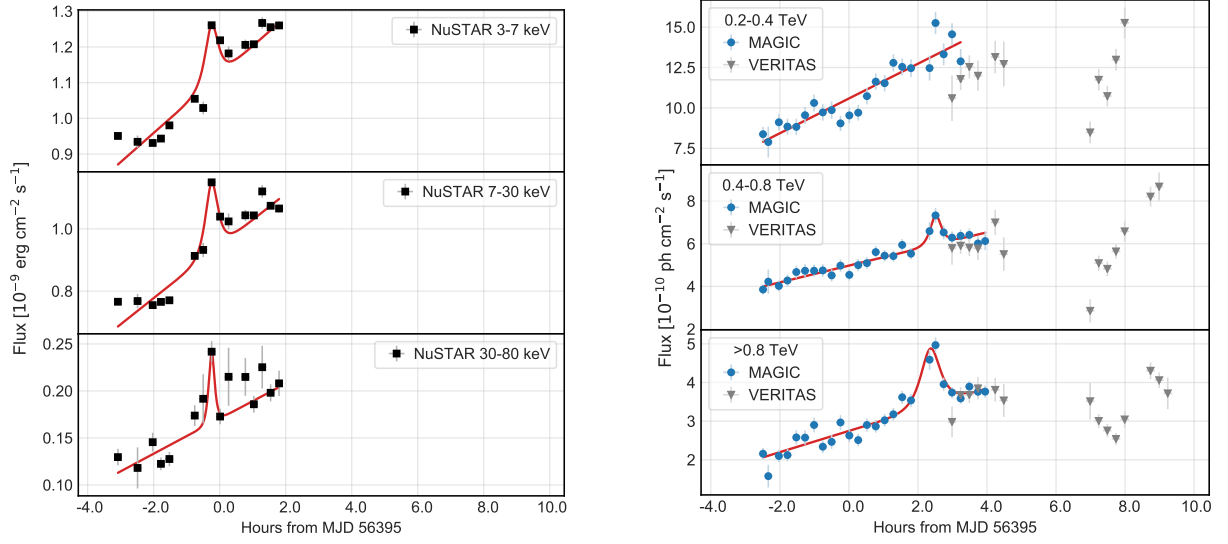 Flux [10⁻⁹ erg cm⁻² s⁻¹]
1.3
1.2
1.1
1.0
0.9
NuSTAR 3-7 keV
1.0
0.8
NuSTAR 7-30 keV
0.25
0.20
0.15
0.10
NuSTAR 30-80 keV
-4.0 -2.0 0.0 2.0 4.0 6.0 8.0 10.0
Hours from MJD 56395
Flux [10⁻¹⁰ ph cm⁻² s⁻¹]
15.0
12.5
10.0
7.5
0.2-0.4 TeV
MAGIC
VERITAS
8
6
4
2
0.4-0.8 TeV
MAGIC
VERITAS
5
4
3
2
>0.8 TeV
MAGIC
VERITAS
-4.0 -2.0 0.0 2.0 4.0 6.0 8.0 10.0
Hours from MJD 56395